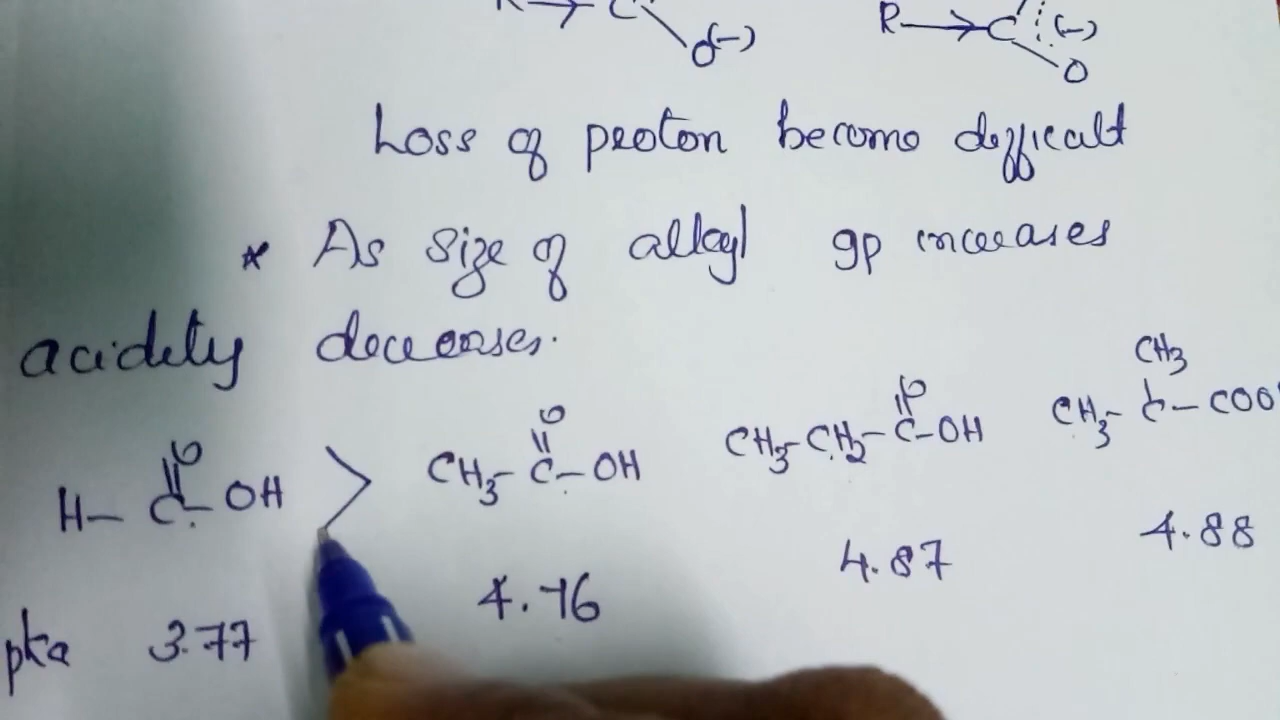 R → C O(-) R → C (-) O
Loss of proton become difficult
* As size of alkyl gp increases
acidity decreases.
CH3
O O O CH3 - C - COO
H - C - OH > CH3 - C - OH CH3 - CH2 - C - OH
pka 3.77 4.76 4.87 4.88